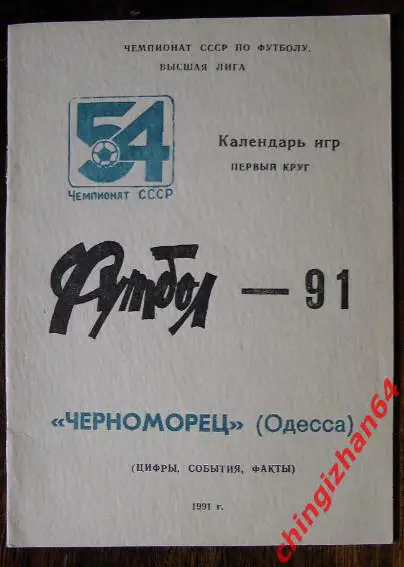 ЧЕМПИОНАТ СССР ПО ФУТБОЛУ.
ВЫСШАЯ ЛИГА
54
Чемпионат СССР
Календарь игр
ПЕРВЫЙ КРУГ
Футбол — 91
«ЧЕРНОМОРЕЦ» (Одесса)
(ЦИФРЫ, СОБЫТИЯ, ФАКТЫ)
1991 г.
chingizhan64